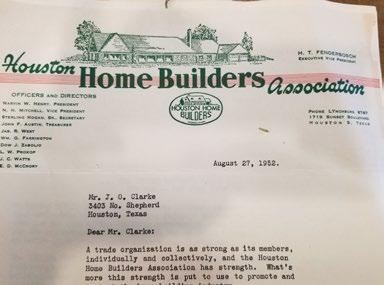 Houston Home Builders Association
H. T. FENDERBOSCH
EXECUTIVE VICE PRESIDENT
OFFICERS AND DIRECTORS
MARVIN W. HENRY, PRESIDENT
N. H. MITCHELL, VICE PRESIDENT
STERLING HOGAN, SR., SECRETARY
JOHN F. AUSTIN, TREASURER
JAS. R. WEST
WM. G. FARRINGTON
DOW J. ZABOLIO
L. W. PROKOP
J. C. WATTS
E. D. McCRORY
HOUSTON HOME
BUILDERS
PHONE LYNCHBURG 9767
1719 SUNSET BOULEVARD
HOUSTON 5, TEXAS
August 27, 1952.
Mr. J. O. Clarke
3403 No. Shepherd
Houston, Texas
Dear Mr. Clarke:
A trade organization is as strong as its members,
individually and collectively, and the Houston
Home Builders Association has strength. What's
more this strength is put to use to promote and